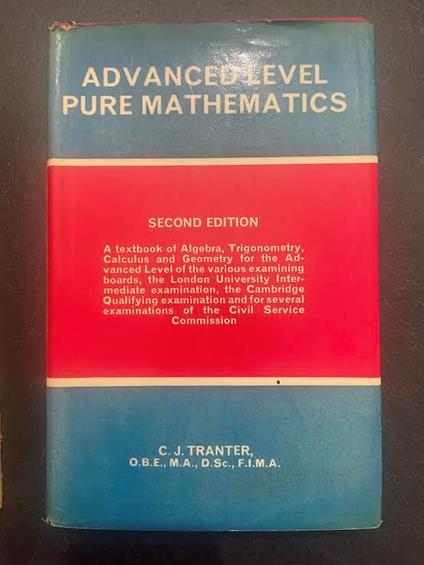 ADVANCED LEVEL
PURE MATHEMATICS
SECOND EDITION
A textbook of Algebra, Trigonometry,
Calculus and Geometry for the Ad-
vanced Level of the various examining
boards, the London University Inter-
mediate examination, the Cambridge
Qualifying examination and for several
examinations of the Civil Service
Commission
C. J. TRANTER,
O.B.E., M.A., D.Sc., F.I.M.A.